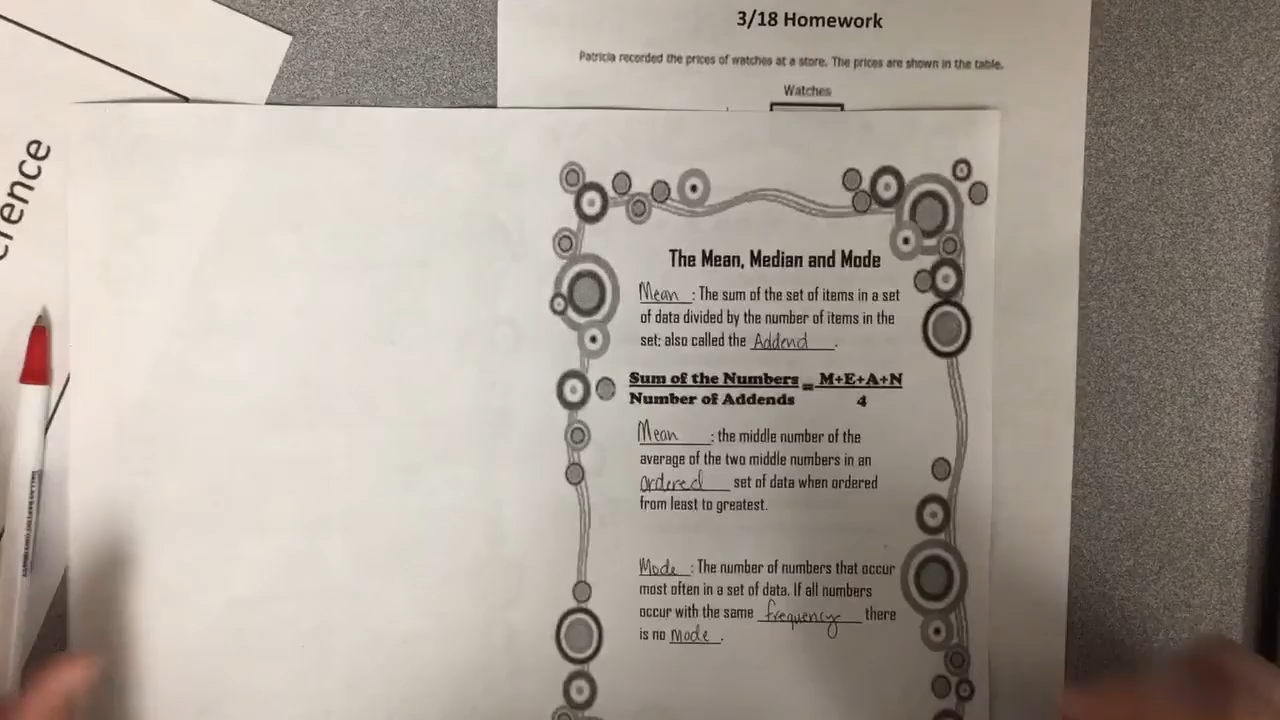 3/18 Homework
Patricia recorded the prices of watches at a store. The prices are shown in the table.
Watches
erence
The Mean, Median and Mode
Mean : The sum of the set of items in a set
of data divided by the number of items in the
set; also called the Addend .
Sum of the Numbers = M+E+A+N
Number of Addends 4
Mean : the middle number of the
average of the two middle numbers in an
ordered set of data when ordered
from least to greatest.
Mode : The number of numbers that occur
most often in a set of data. If all numbers
occur with the same frequency there
is no mode .